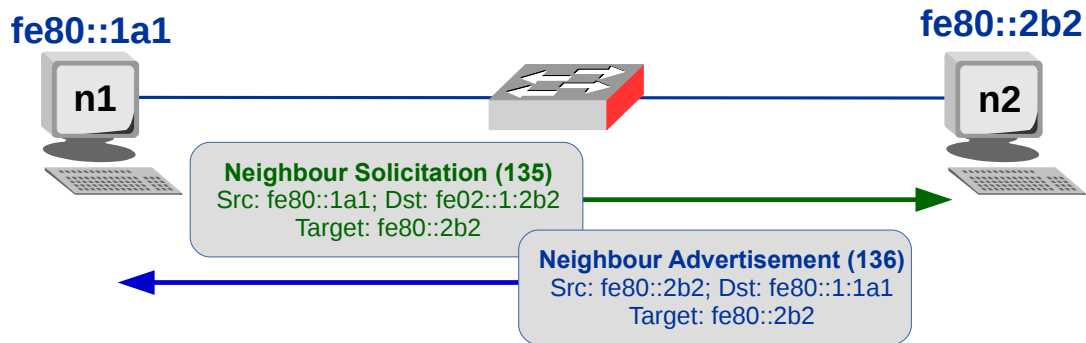 fe80::1a1
fe80::2b2
n1
n2
Neighbour Solicitation (135)
Src: fe80::1a1; Dst: fe02::1:2b2
Target: fe80::2b2
Neighbour Advertisement (136)
Src: fe80::2b2; Dst: fe80::1:1a1
Target: fe80::2b2